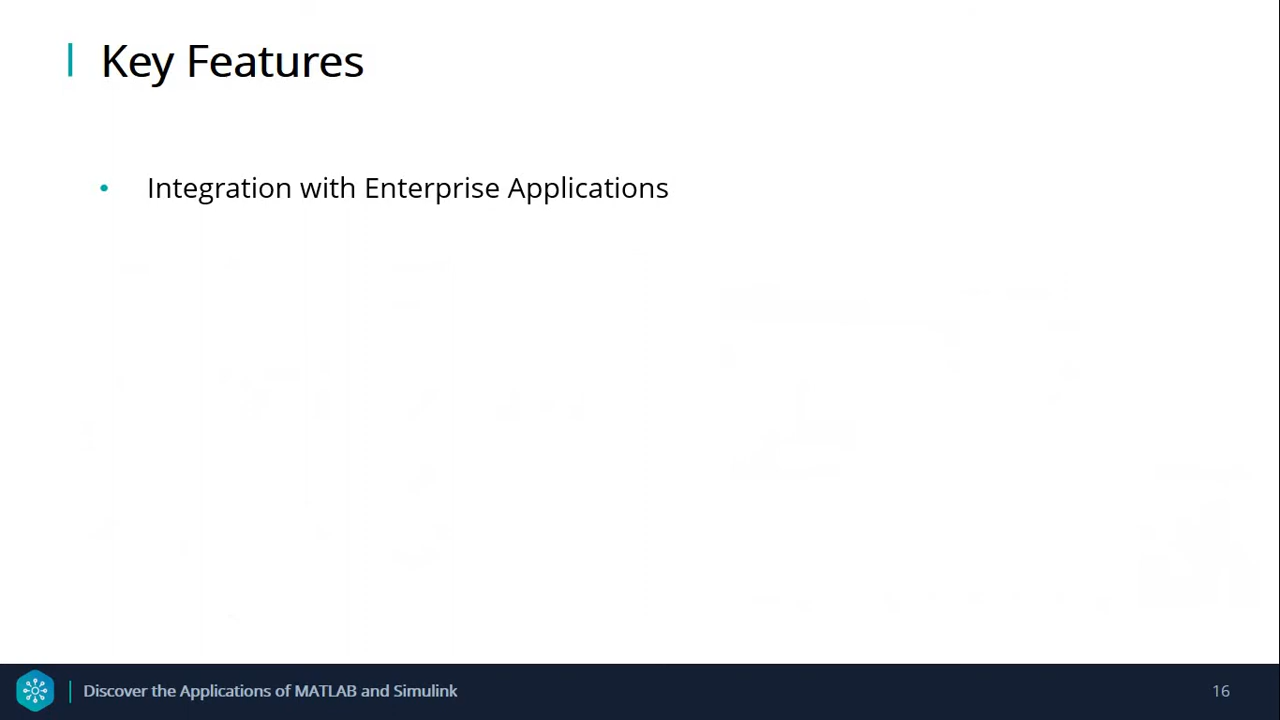 Key Features
• Integration with Enterprise Applications
Discover the Applications of MATLAB and Simulink
16